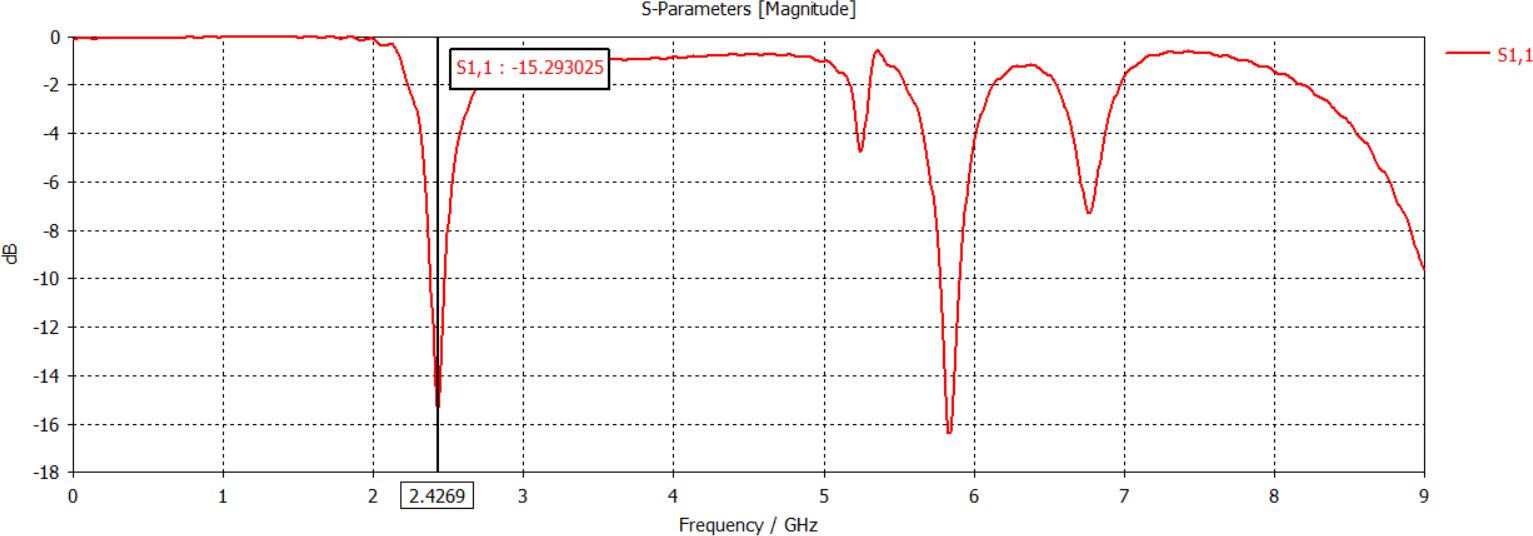 S-Parameters [Magnitude]
S1,1 : -15.293025
S1,1
0
-2
-4
-6
-8
-10
-12
-14
-16
-18
dB
0 1 2 2.4269 3 4 5 6 7 8 9
Frequency / GHz